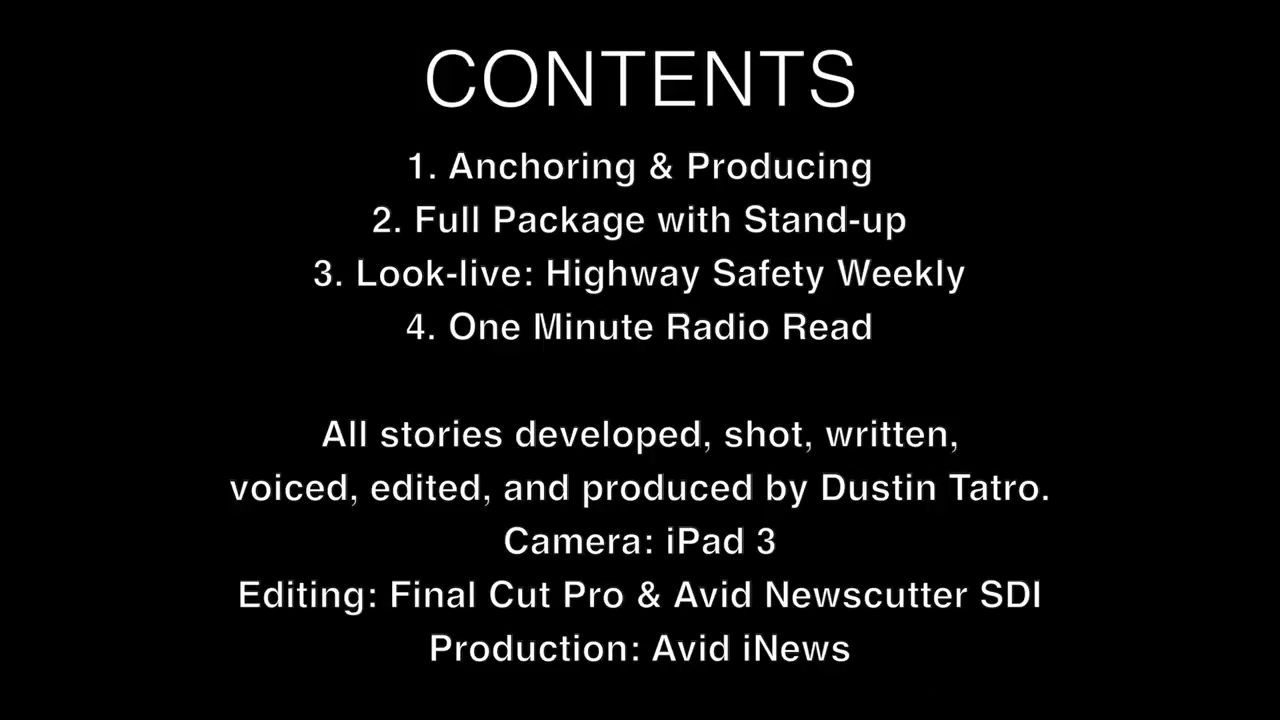 CONTENTS
1. Anchoring & Producing
2. Full Package with Stand-up
3. Look-live: Highway Safety Weekly
4. One Minute Radio Read
All stories developed, shot, written,
voiced, edited, and produced by Dustin Tatro.
Camera: iPad 3
Editing: Final Cut Pro & Avid Newscutter SDI
Production: Avid iNews